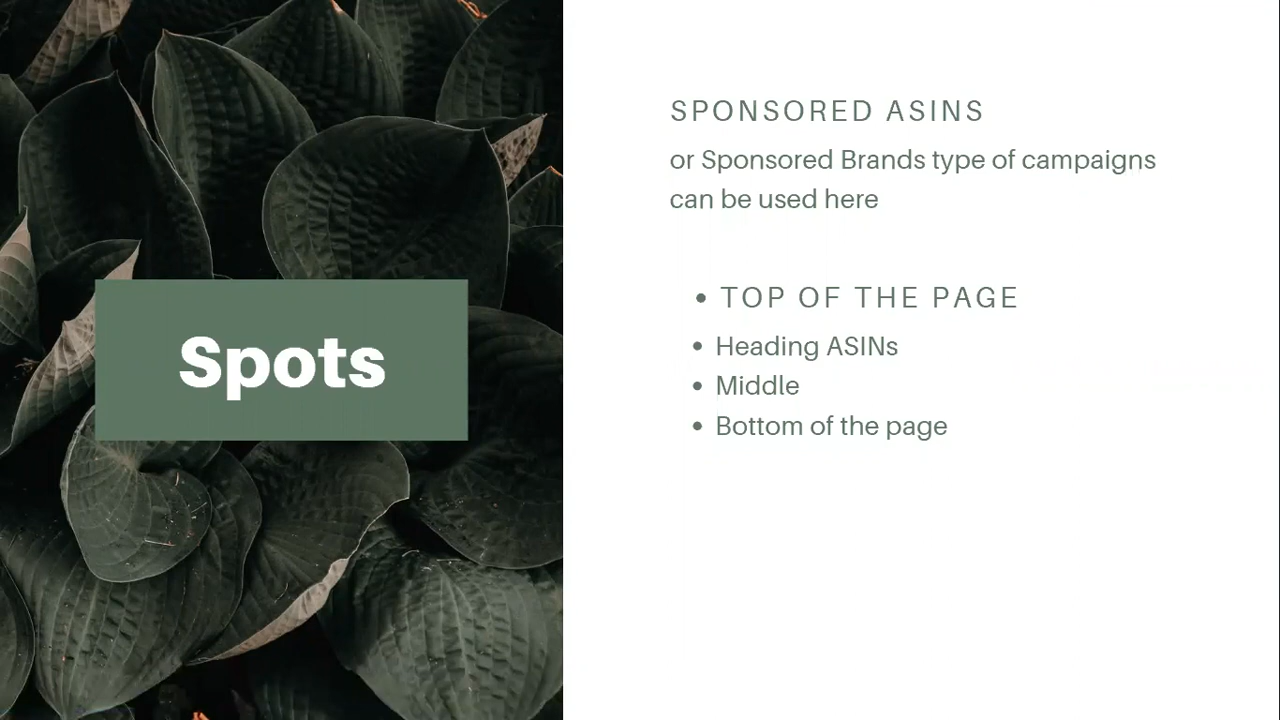 Spots
SPONSORED ASINS
or Sponsored Brands type of campaigns
can be used here
• TOP OF THE PAGE
• Heading ASINs
• Middle
• Bottom of the page